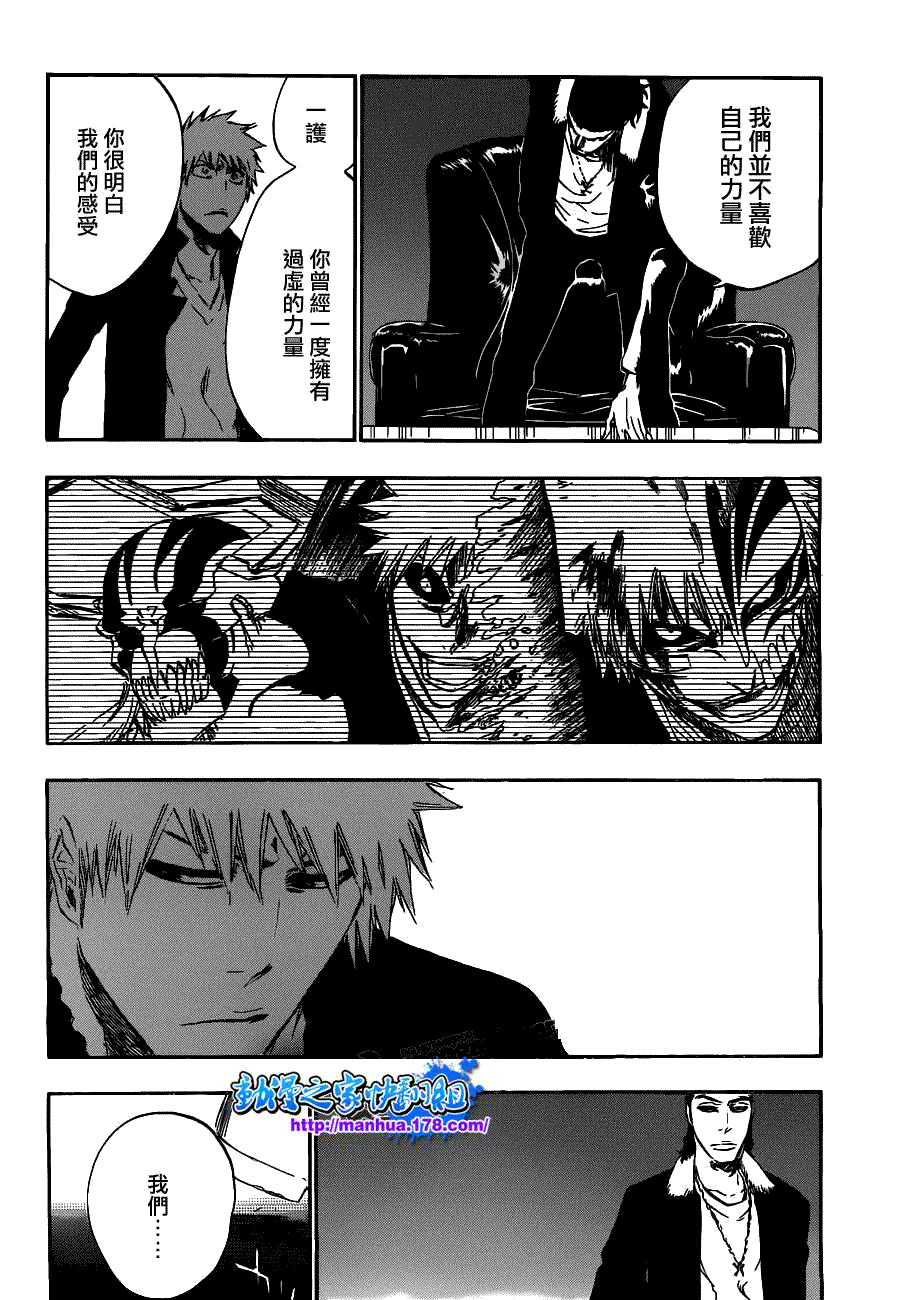 我們並不喜歡
自己的力量
一護
你曾經一度擁有
過虛的力量
你很明白
我們的感受
動漫之家快翻組
http://manhua.178.com/
我們……